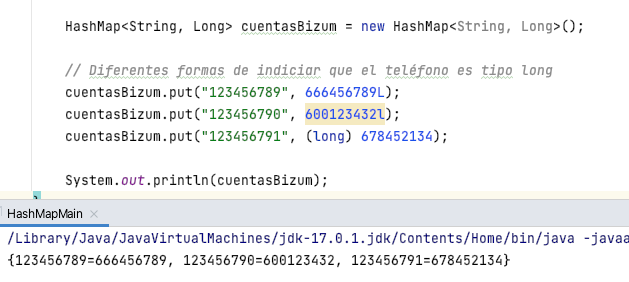 HashMap<String, Long> cuentasBizum = new HashMap<String, Long>();
// Diferentes formas de indiciar que el teléfono es tipo long
cuentasBizum.put("123456789", 666456789L);
cuentasBizum.put("123456790", 600123432l);
cuentasBizum.put("123456791", (long) 678452134);
System.out.println(cuentasBizum);
HashMapMain ×
/Library/Java/JavaVirtualMachines/jdk-17.0.1.jdk/Contents/Home/bin/java -javaa
{123456789=666456789, 123456790=600123432, 123456791=678452134}